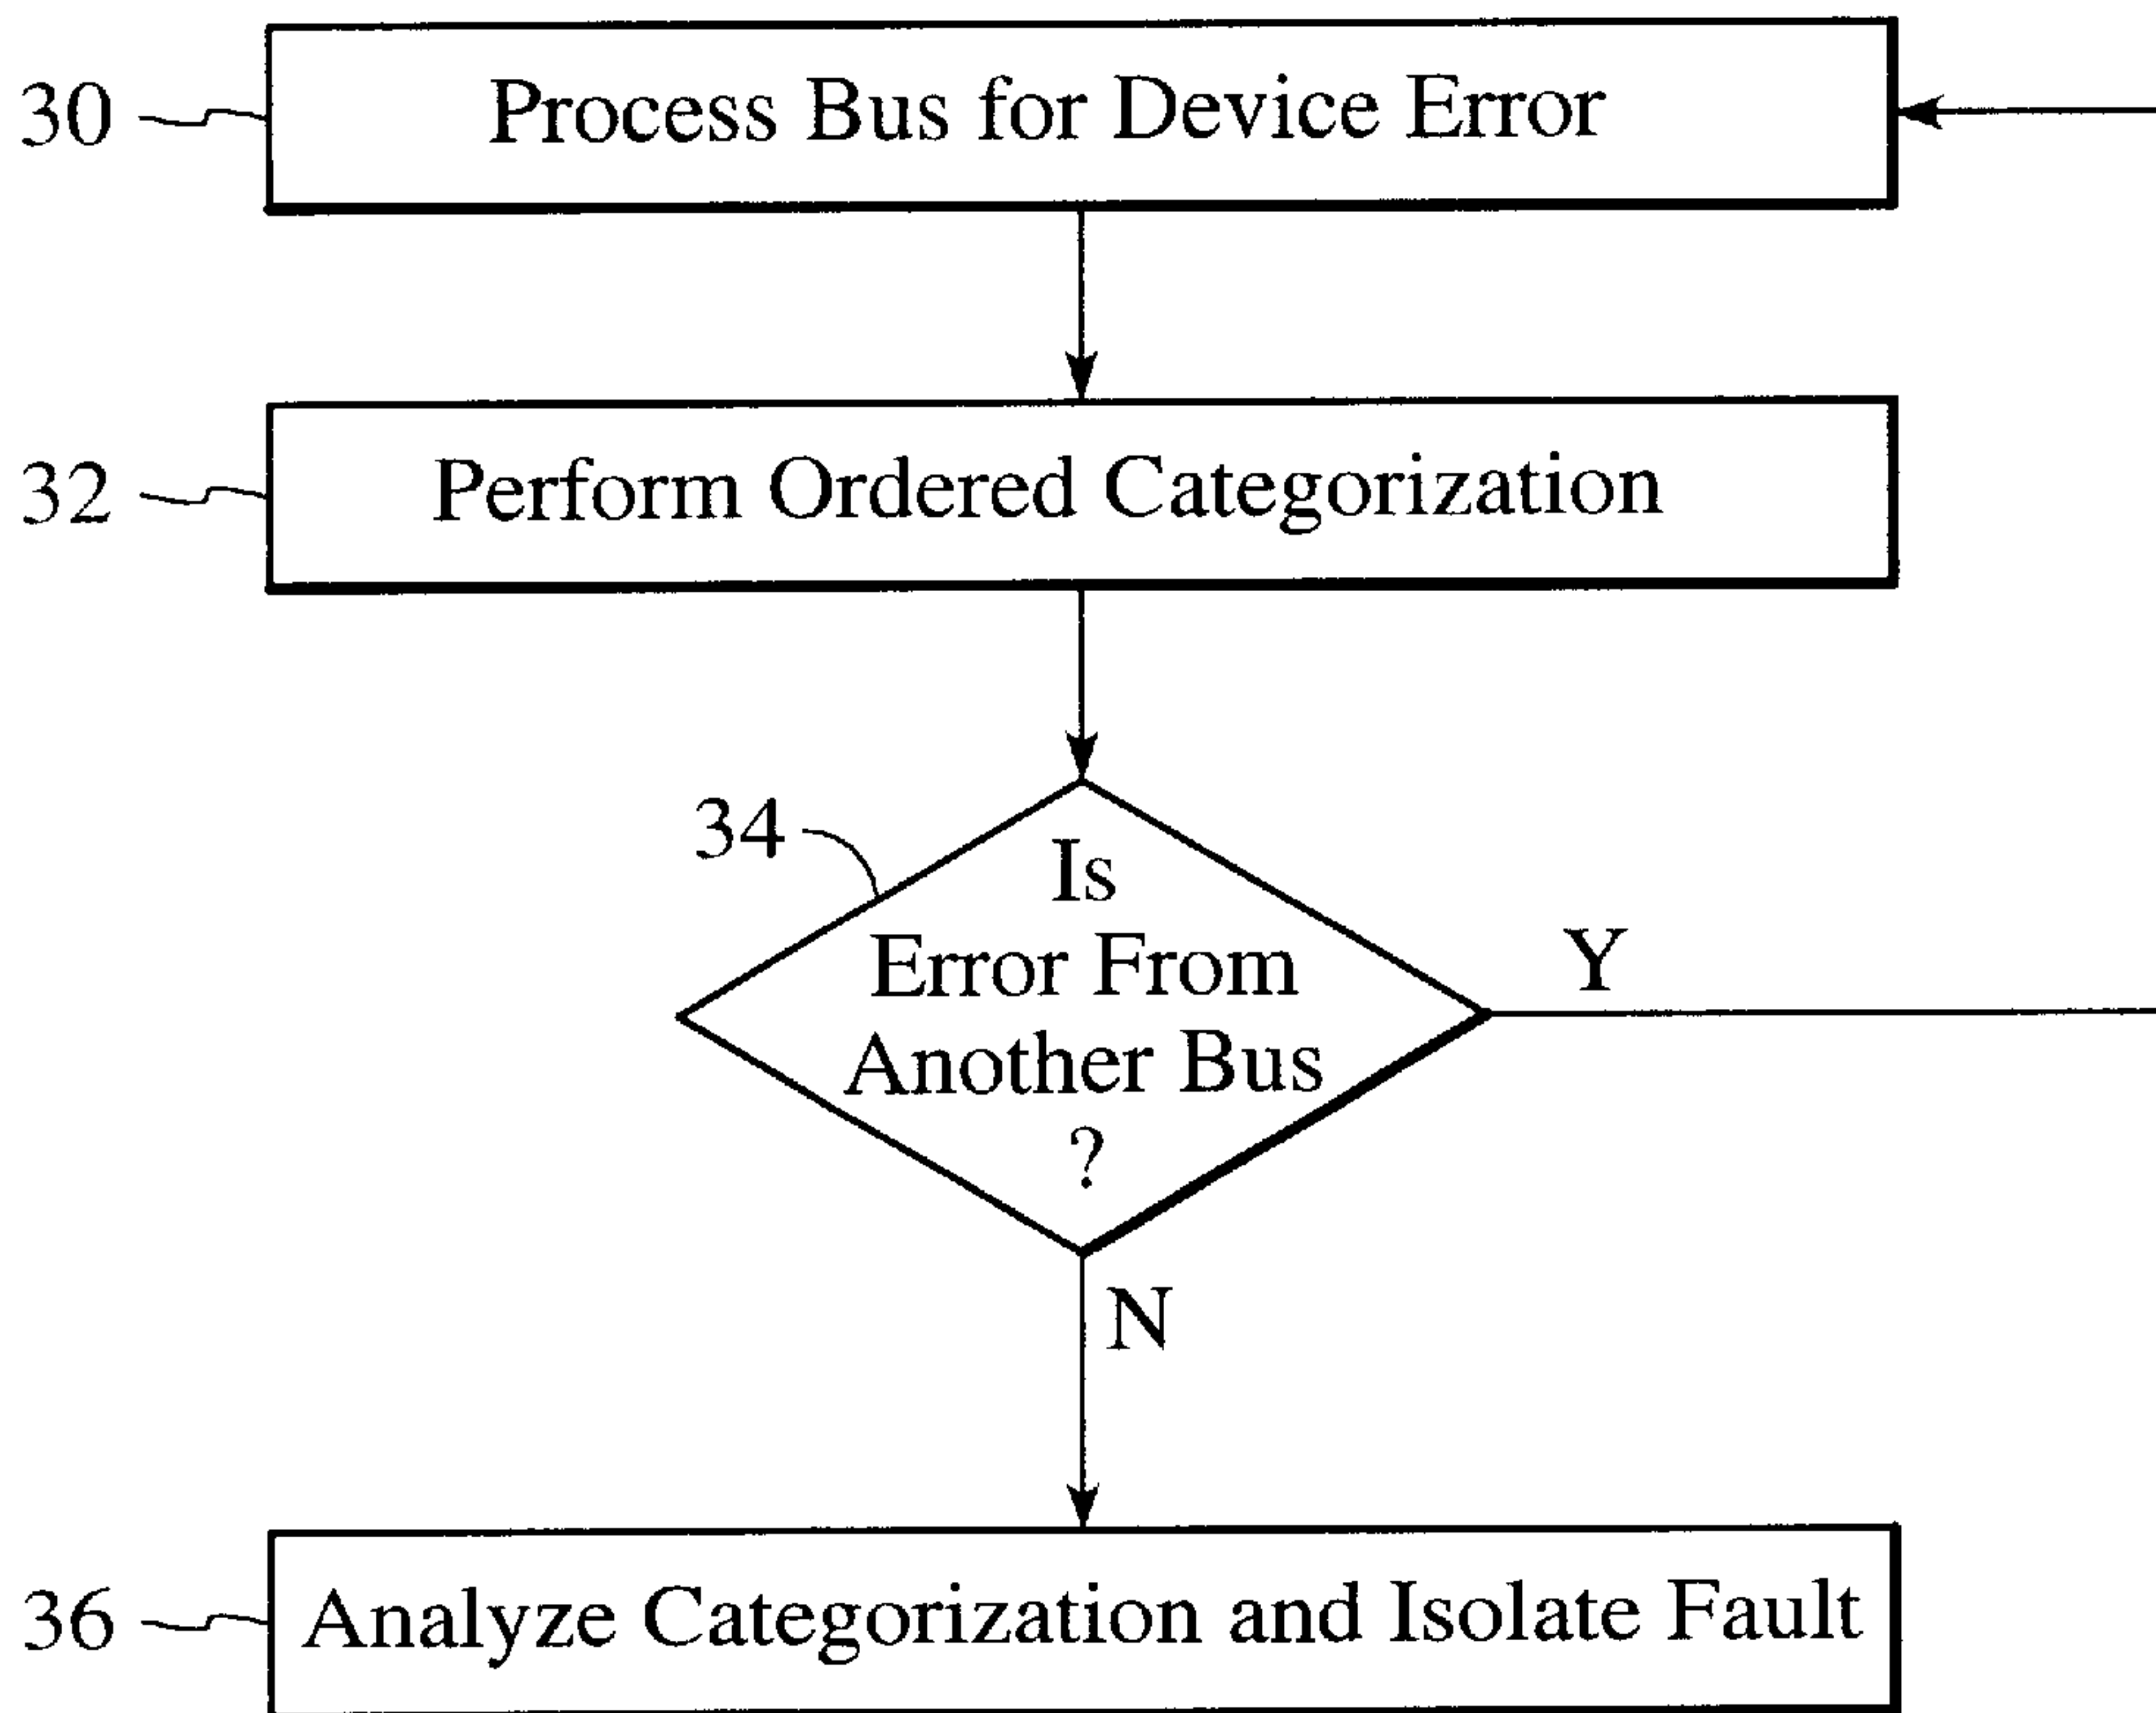 30
Process Bus for Device Error
32
Perform Ordered Categorization
34
Is
Error From
Another Bus
?
Y
N
36
Analyze Categorization and Isolate Fault